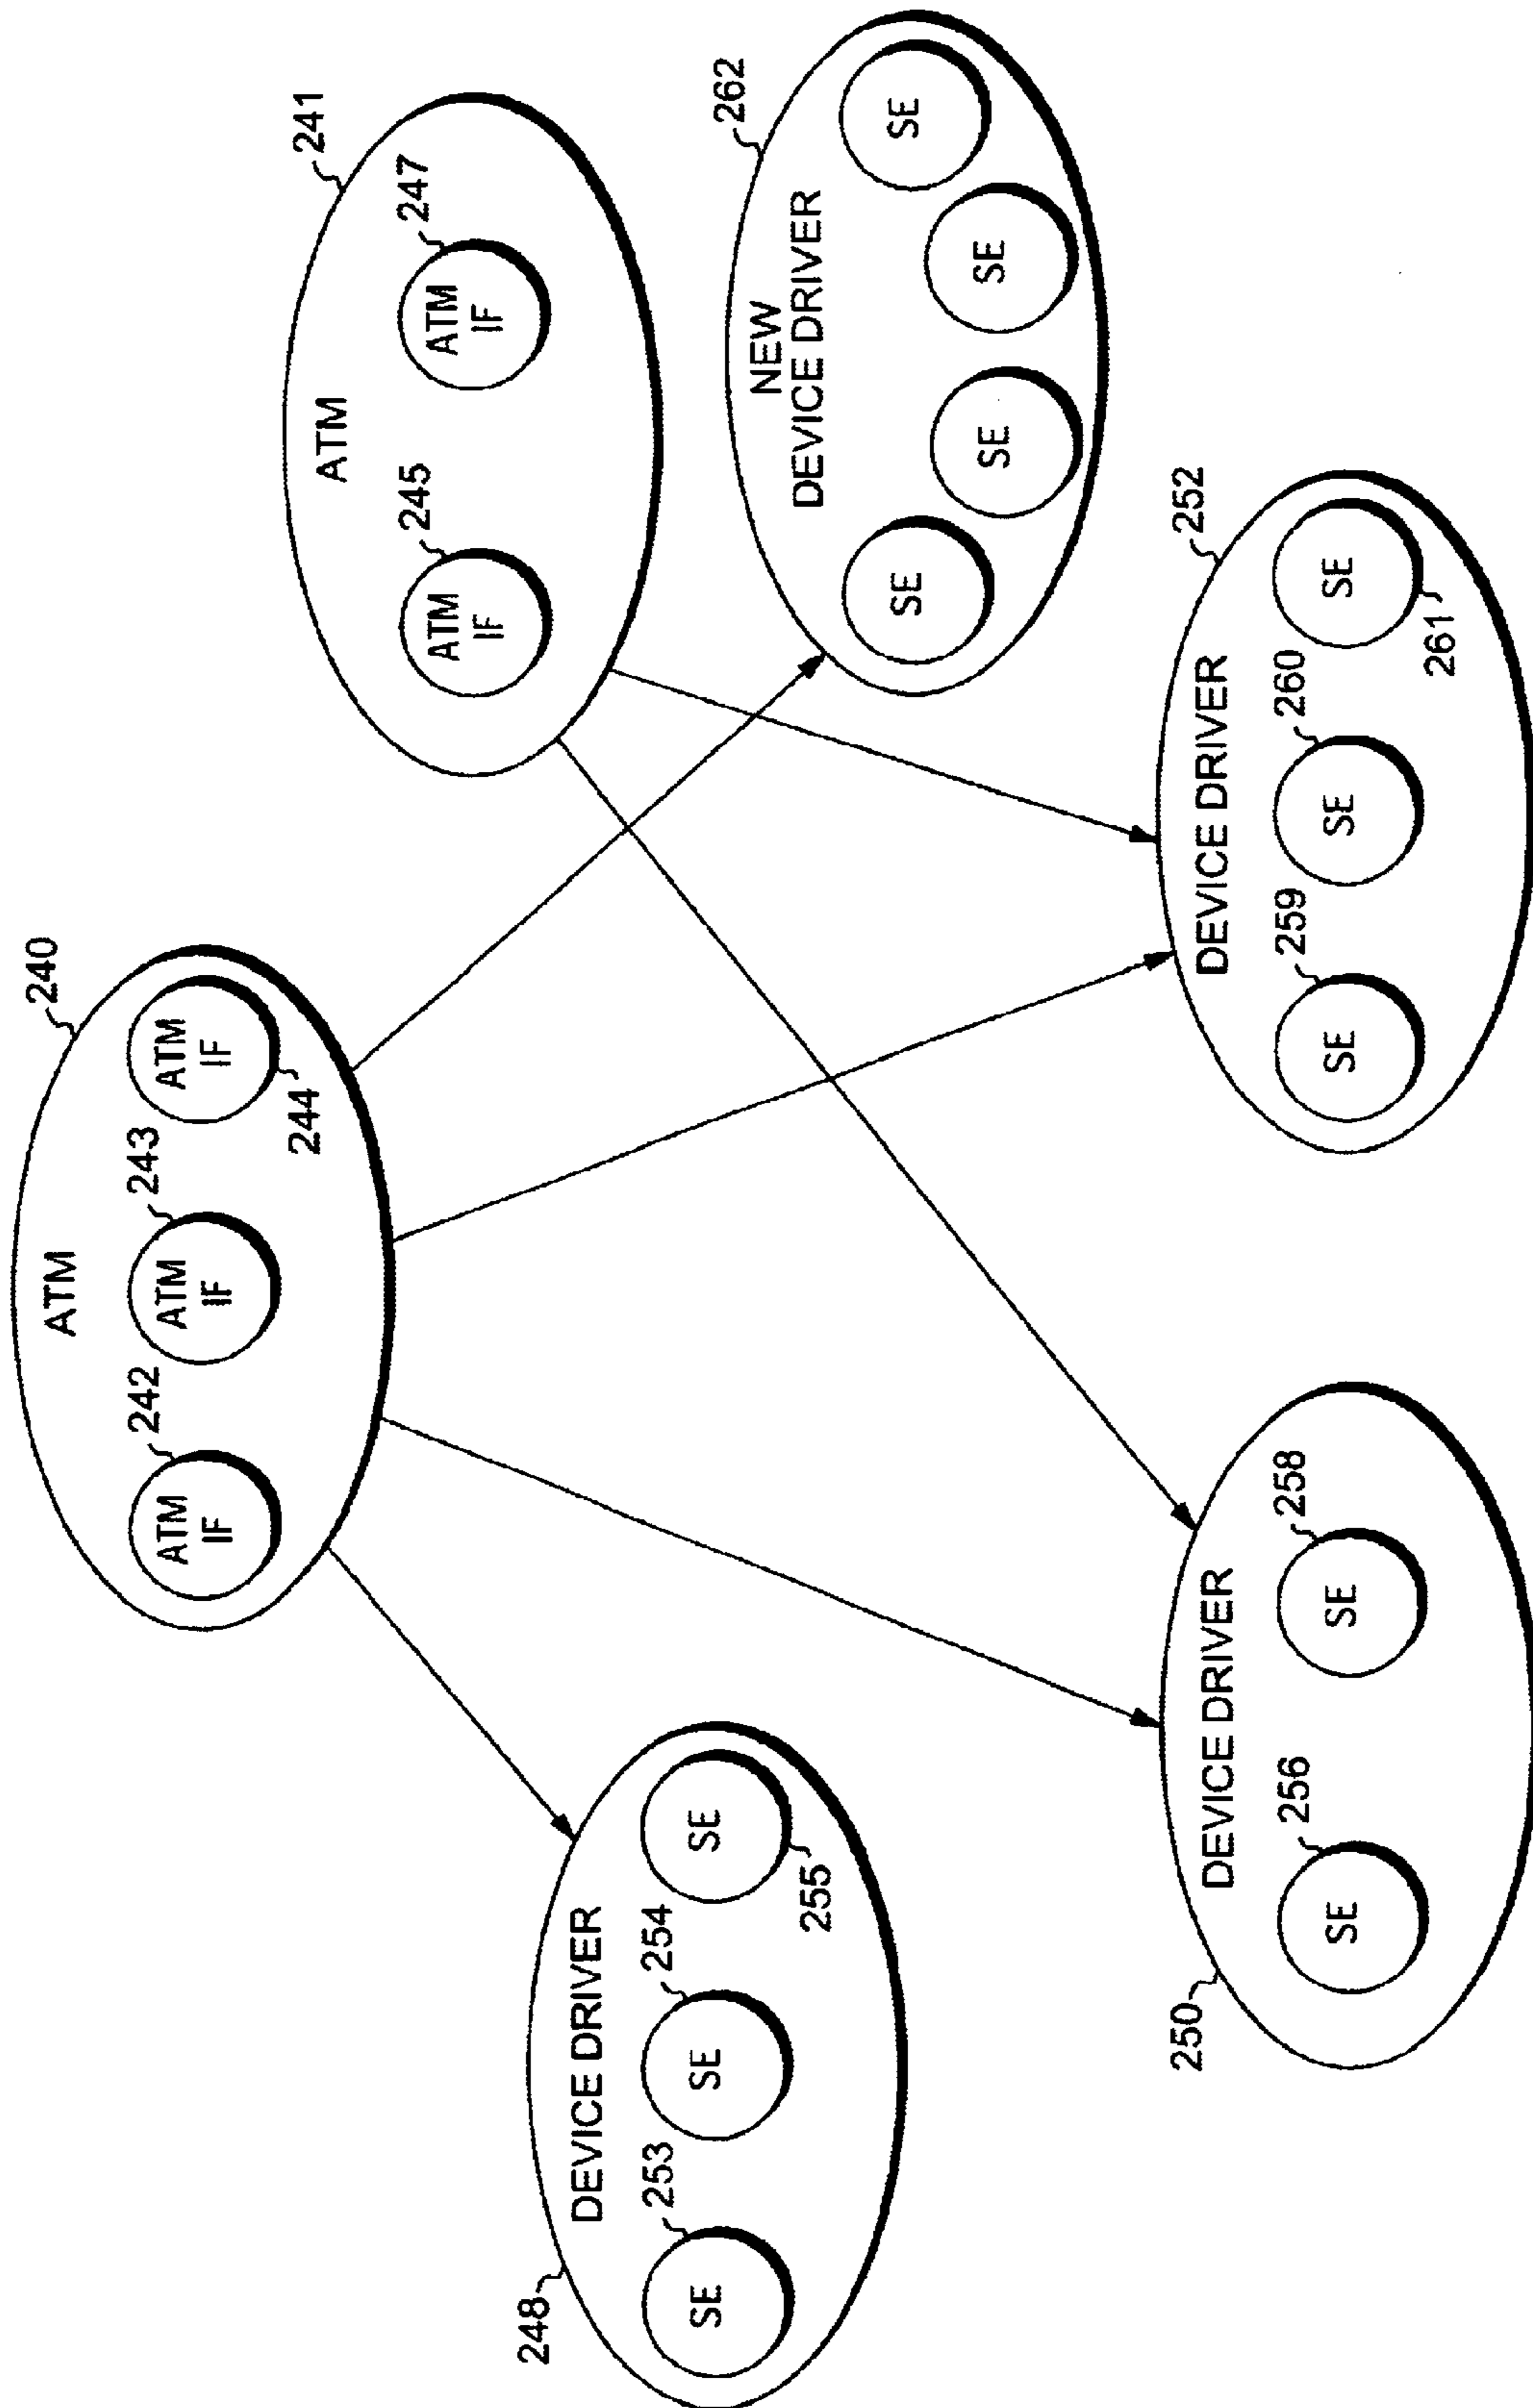 240
ATM
242
243
ATM
IF
ATM
IF
ATM
IF
244
241
ATM
245
247
ATM
IF
ATM
IF
248
DEVICE DRIVER
253
254
SE
SE
SE
255
262
NEW
DEVICE DRIVER
SE
SE
SE
SE
250
DEVICE DRIVER
256
258
SE
SE
252
DEVICE DRIVER
259
260
SE
SE
SE
261